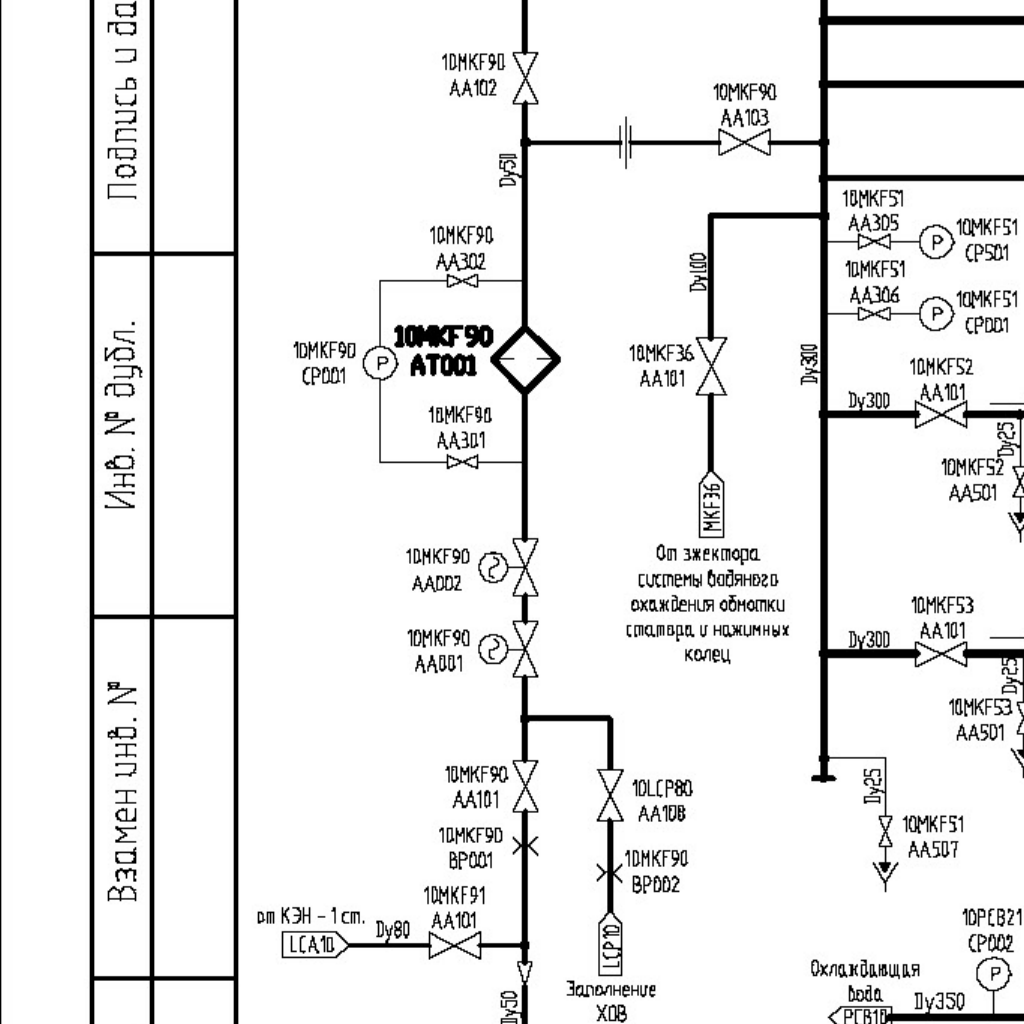 Подпись и да
Инв. № дубл.
Взамен инв. №
10MKF90
AA102
10MKF90
AA103
Dy50
10MKF90
AA302
10MKF90
CP001
P
10MKF90
AT001
10MKF90
AA301
Dy100
10MKF36
AA101
MKF36
От эжектора
системы водяного
охлаждения обмотки
статора и нажимных
колец
Dy300
10MKF51
AA305
P
10MKF51
CP501
10MKF51
AA306
P
10MKF51
CP001
10MKF52
AA101
Dy300
Dy25
10MKF52
AA501
10MKF90
AA002
10MKF90
AA001
10MKF53
AA101
Dy300
Dy25
10MKF53
AA501
10MKF90
AA101
10LCP80
AA108
10MKF90
BP001
10MKF90
BP002
Dy25
10MKF51
AA507
10MKF91
AA101
от КЭН - 1 ст.
LCA10
Dy80
LCP10
Заполнение
ХОВ
Dy50
10PCB21
CP002
P
Охлаждающая
вода
PCB10
Dy350